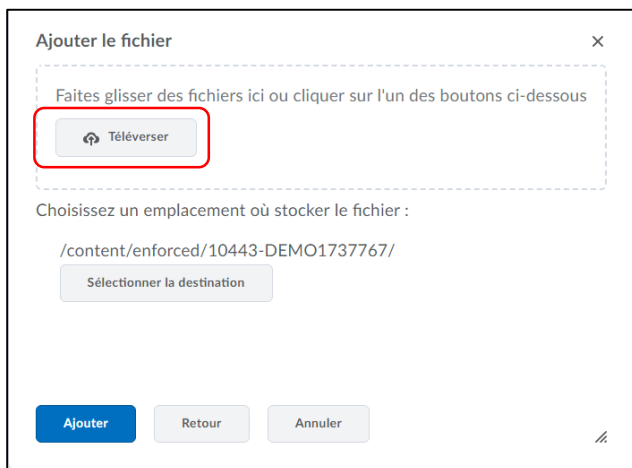 Ajouter le fichier
Faites glisser des fichiers ici ou cliquer sur l'un des boutons ci-dessous
Téléverser
Choisissez un emplacement où stocker le fichier :
/content/enforced/10443-DEMO1737767/
Sélectionner la destination
Ajouter Retour Annuler